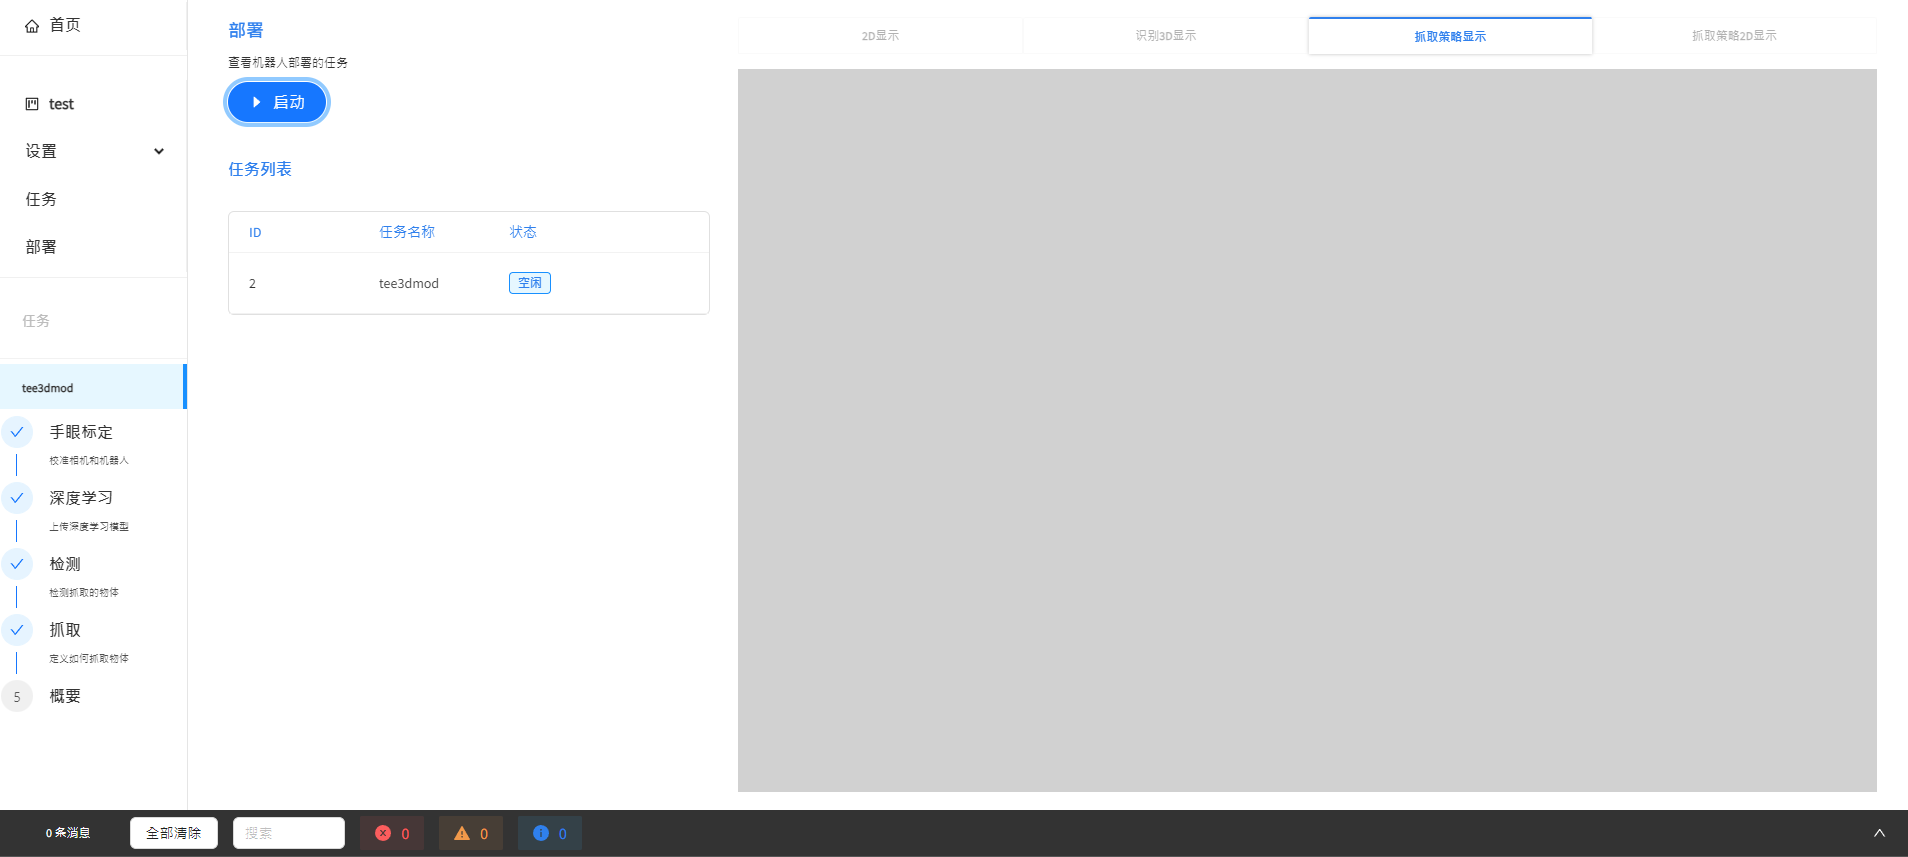 首页
test
设置
任务
部署
任务
tee3dmod
手眼标定
校准相机和机器人
深度学习
上传深度学习模型
检测
检测抓取的物体
抓取
定义如何抓取物体
5 概要
部署
查看机器人部署的任务
启动
任务列表
ID 任务名称 状态
2 tee3dmod 空闲
2D显示 识别3D显示 抓取策略显示 抓取策略2D显示
0 条消息 全部清除 搜索 0 0 0